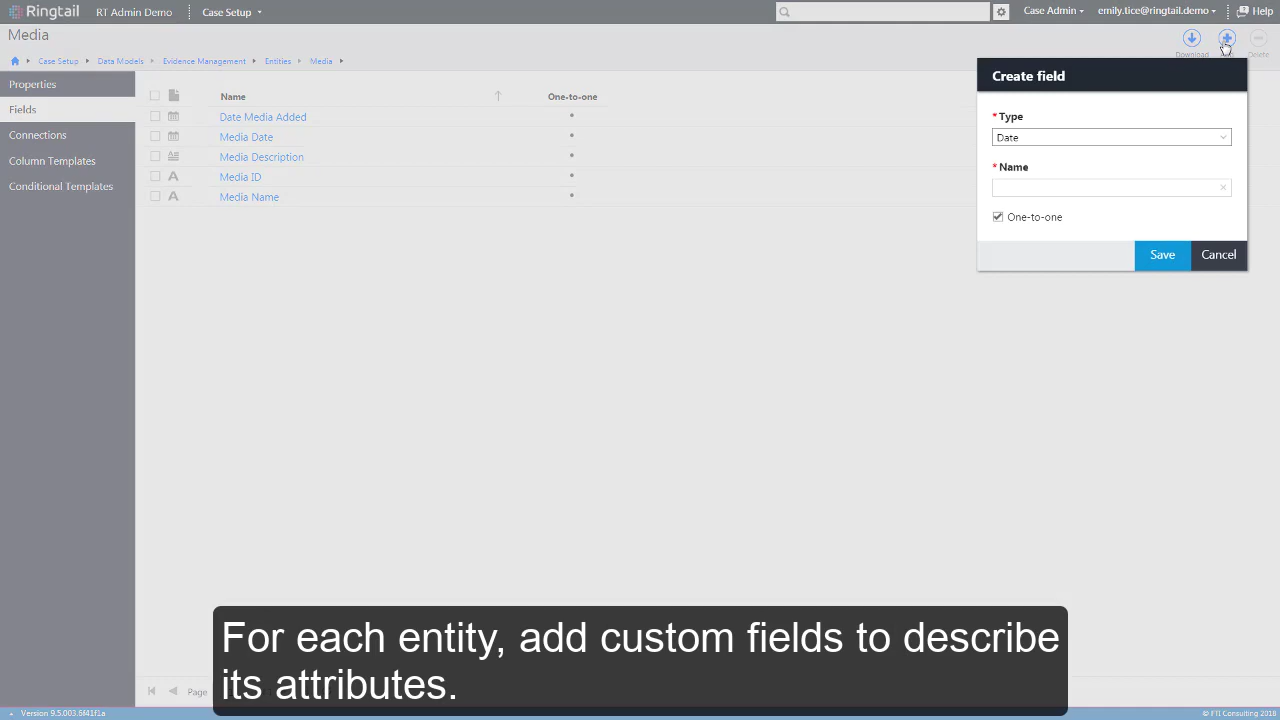 Ringtail RT Admin Demo Case Setup Case Admin emily.tice@ringtail.demo Help
Media
Download Delete
Case Setup Data Models Evidence Management Entities Media
Properties
Fields
Connections
Column Templates
Conditional Templates
Name One-to-one
Date Media Added
Media Date
Media Description
Media ID
Media Name
Create field
* Type
Date
* Name
One-to-one
Save Cancel
For each entity, add custom fields to describe
its attributes.
Page
Version 9.5.003.6f41f1a © FTI Consulting 2018